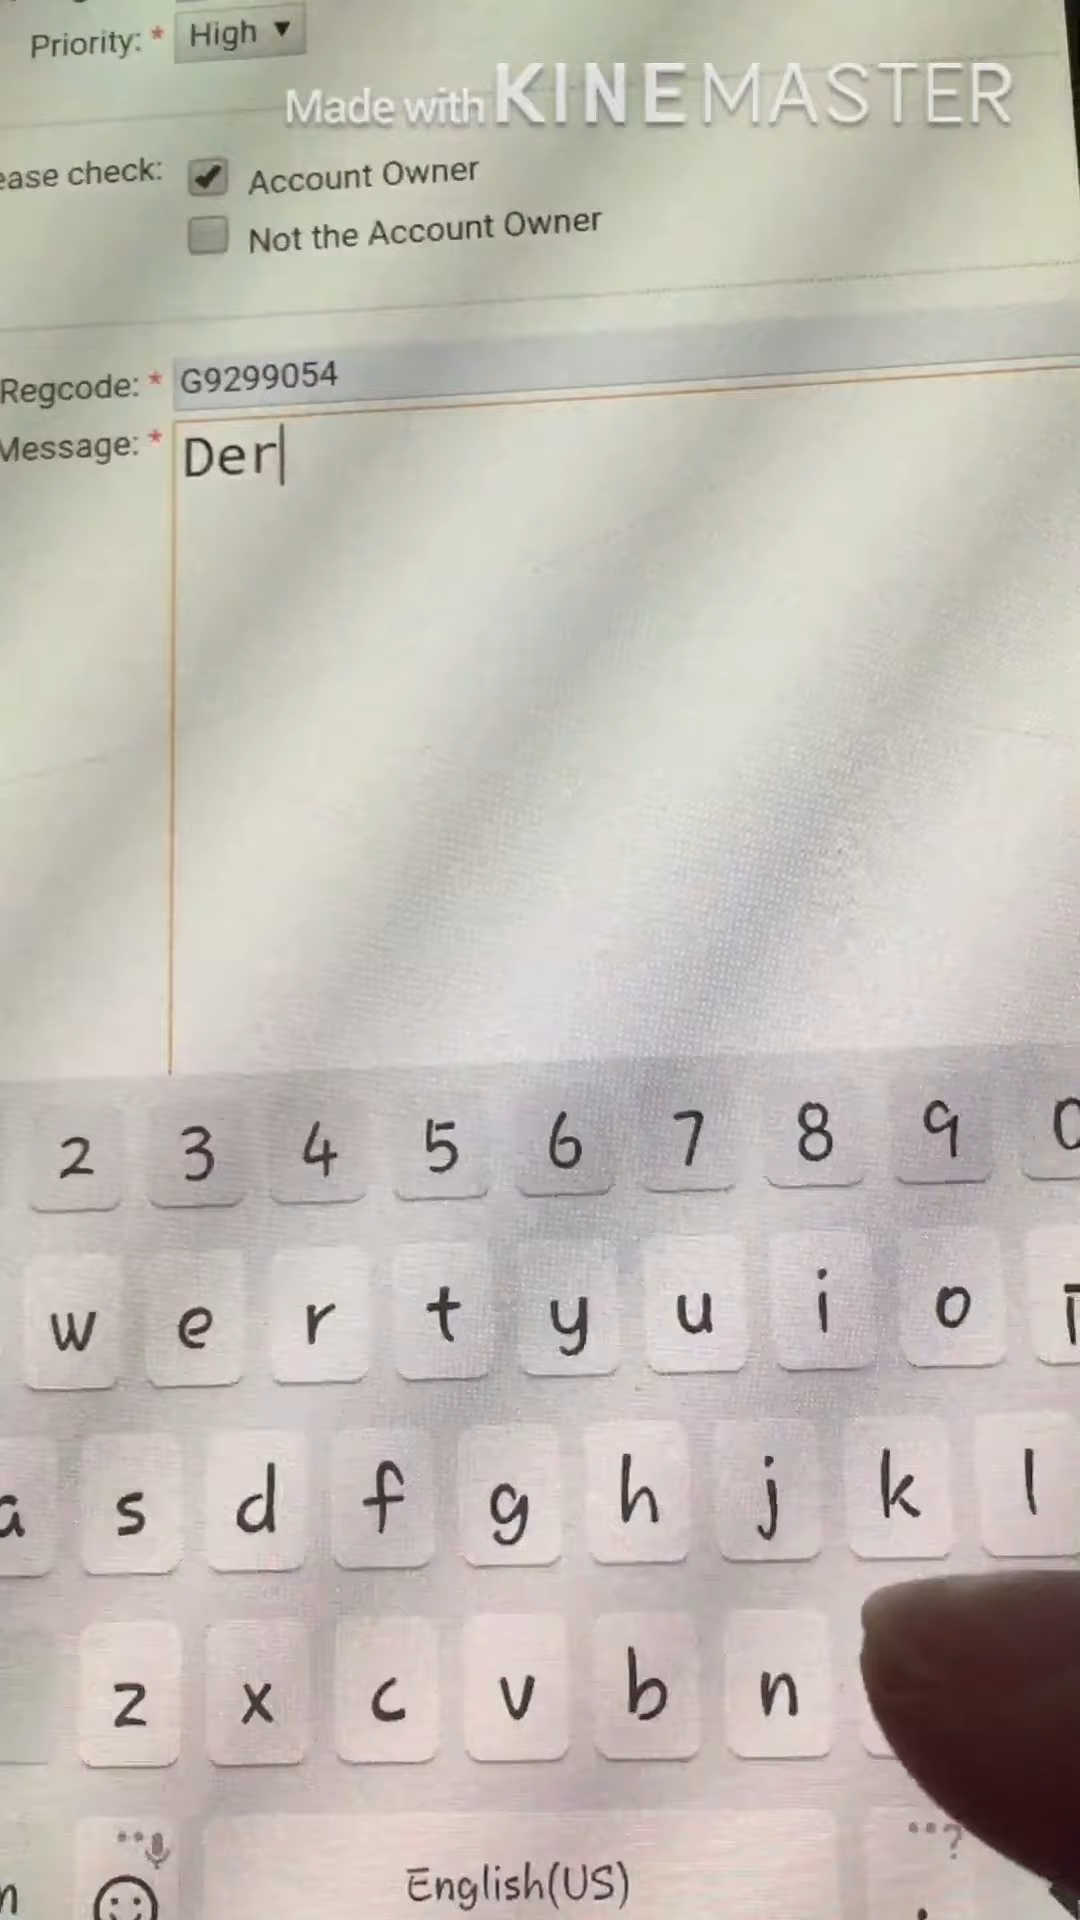 Priority: * High ▼
Made with KINEMASTER
ease check: ✔ Account Owner
Not the Account Owner
Regcode: * G9299054
Message: * Der
2 3 4 5 6 7 8 9 0
w e r t y u i o
a s d f g h j k l
z x c v b n
?
English(US)